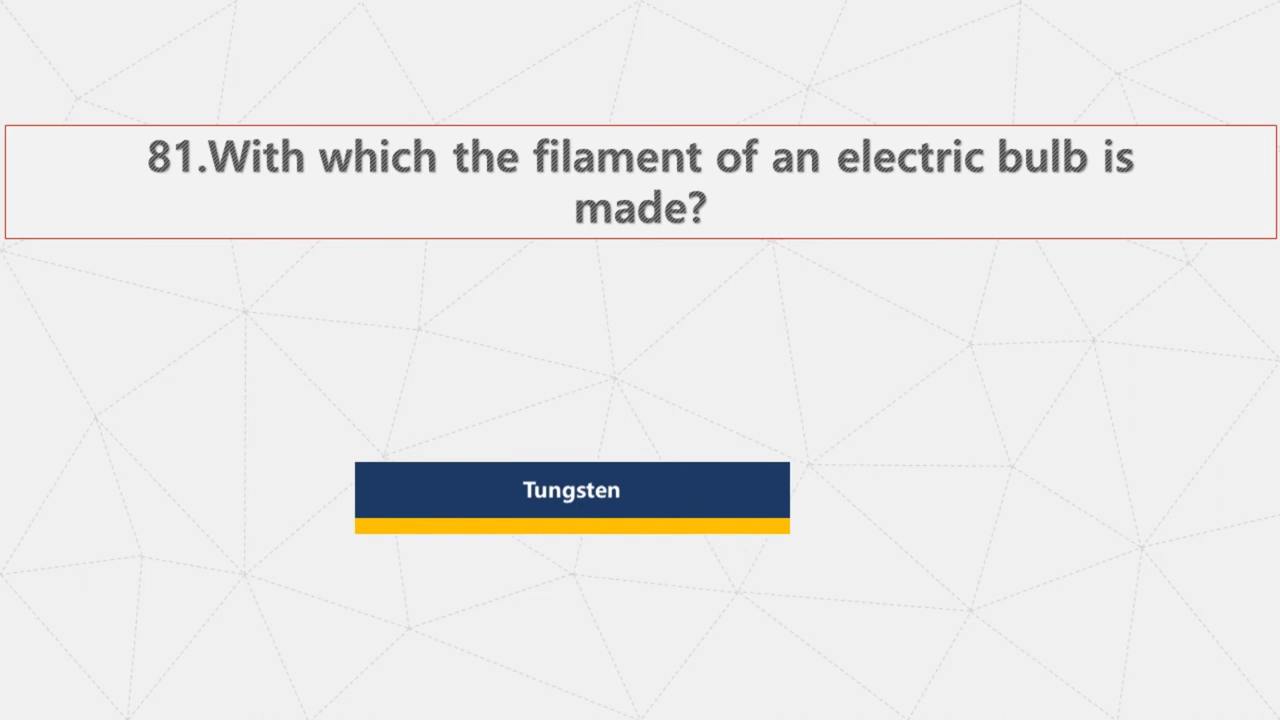 81.With which the filament of an electric bulb is
made?
Tungsten